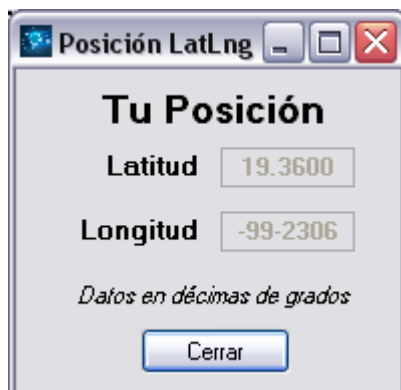 Posición LatLng
Tu Posición
Latitud 19.3600
Longitud -99-2306
Datos en décimas de grados
Cerrar